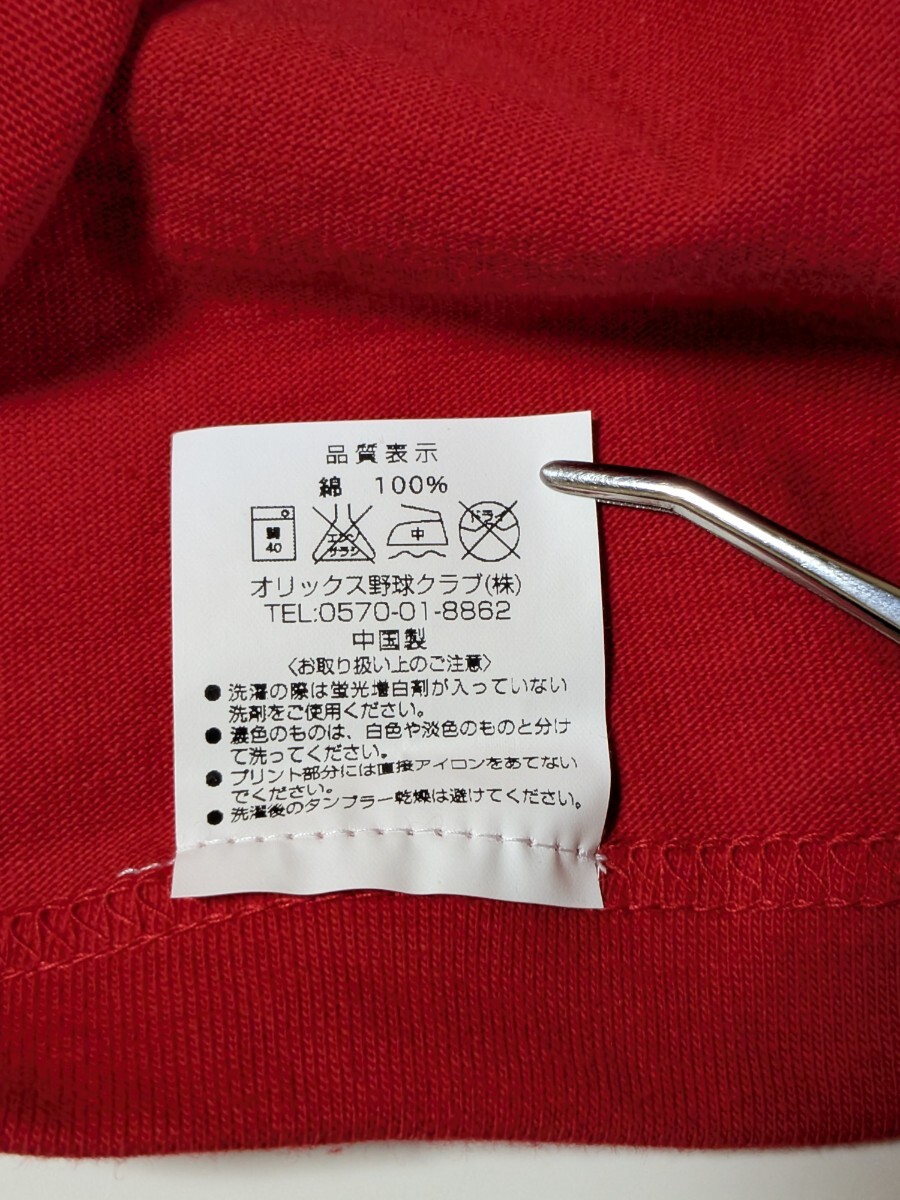 品質表示
綿 100%
弱 40 エンソ サラシ 中 ドライ
オリックス野球クラブ(株)
TEL:0570-01-8862
中国製
〈お取り扱い上のご注意〉
●洗濯の際は蛍光増白剤が入っていない
洗剤をご使用ください。
●濃色のものは、白色や淡色のものと分け
て洗ってください。
●プリント部分には直接アイロンをあてない
でください。
●洗濯後のタンブラー乾燥は避けてください。